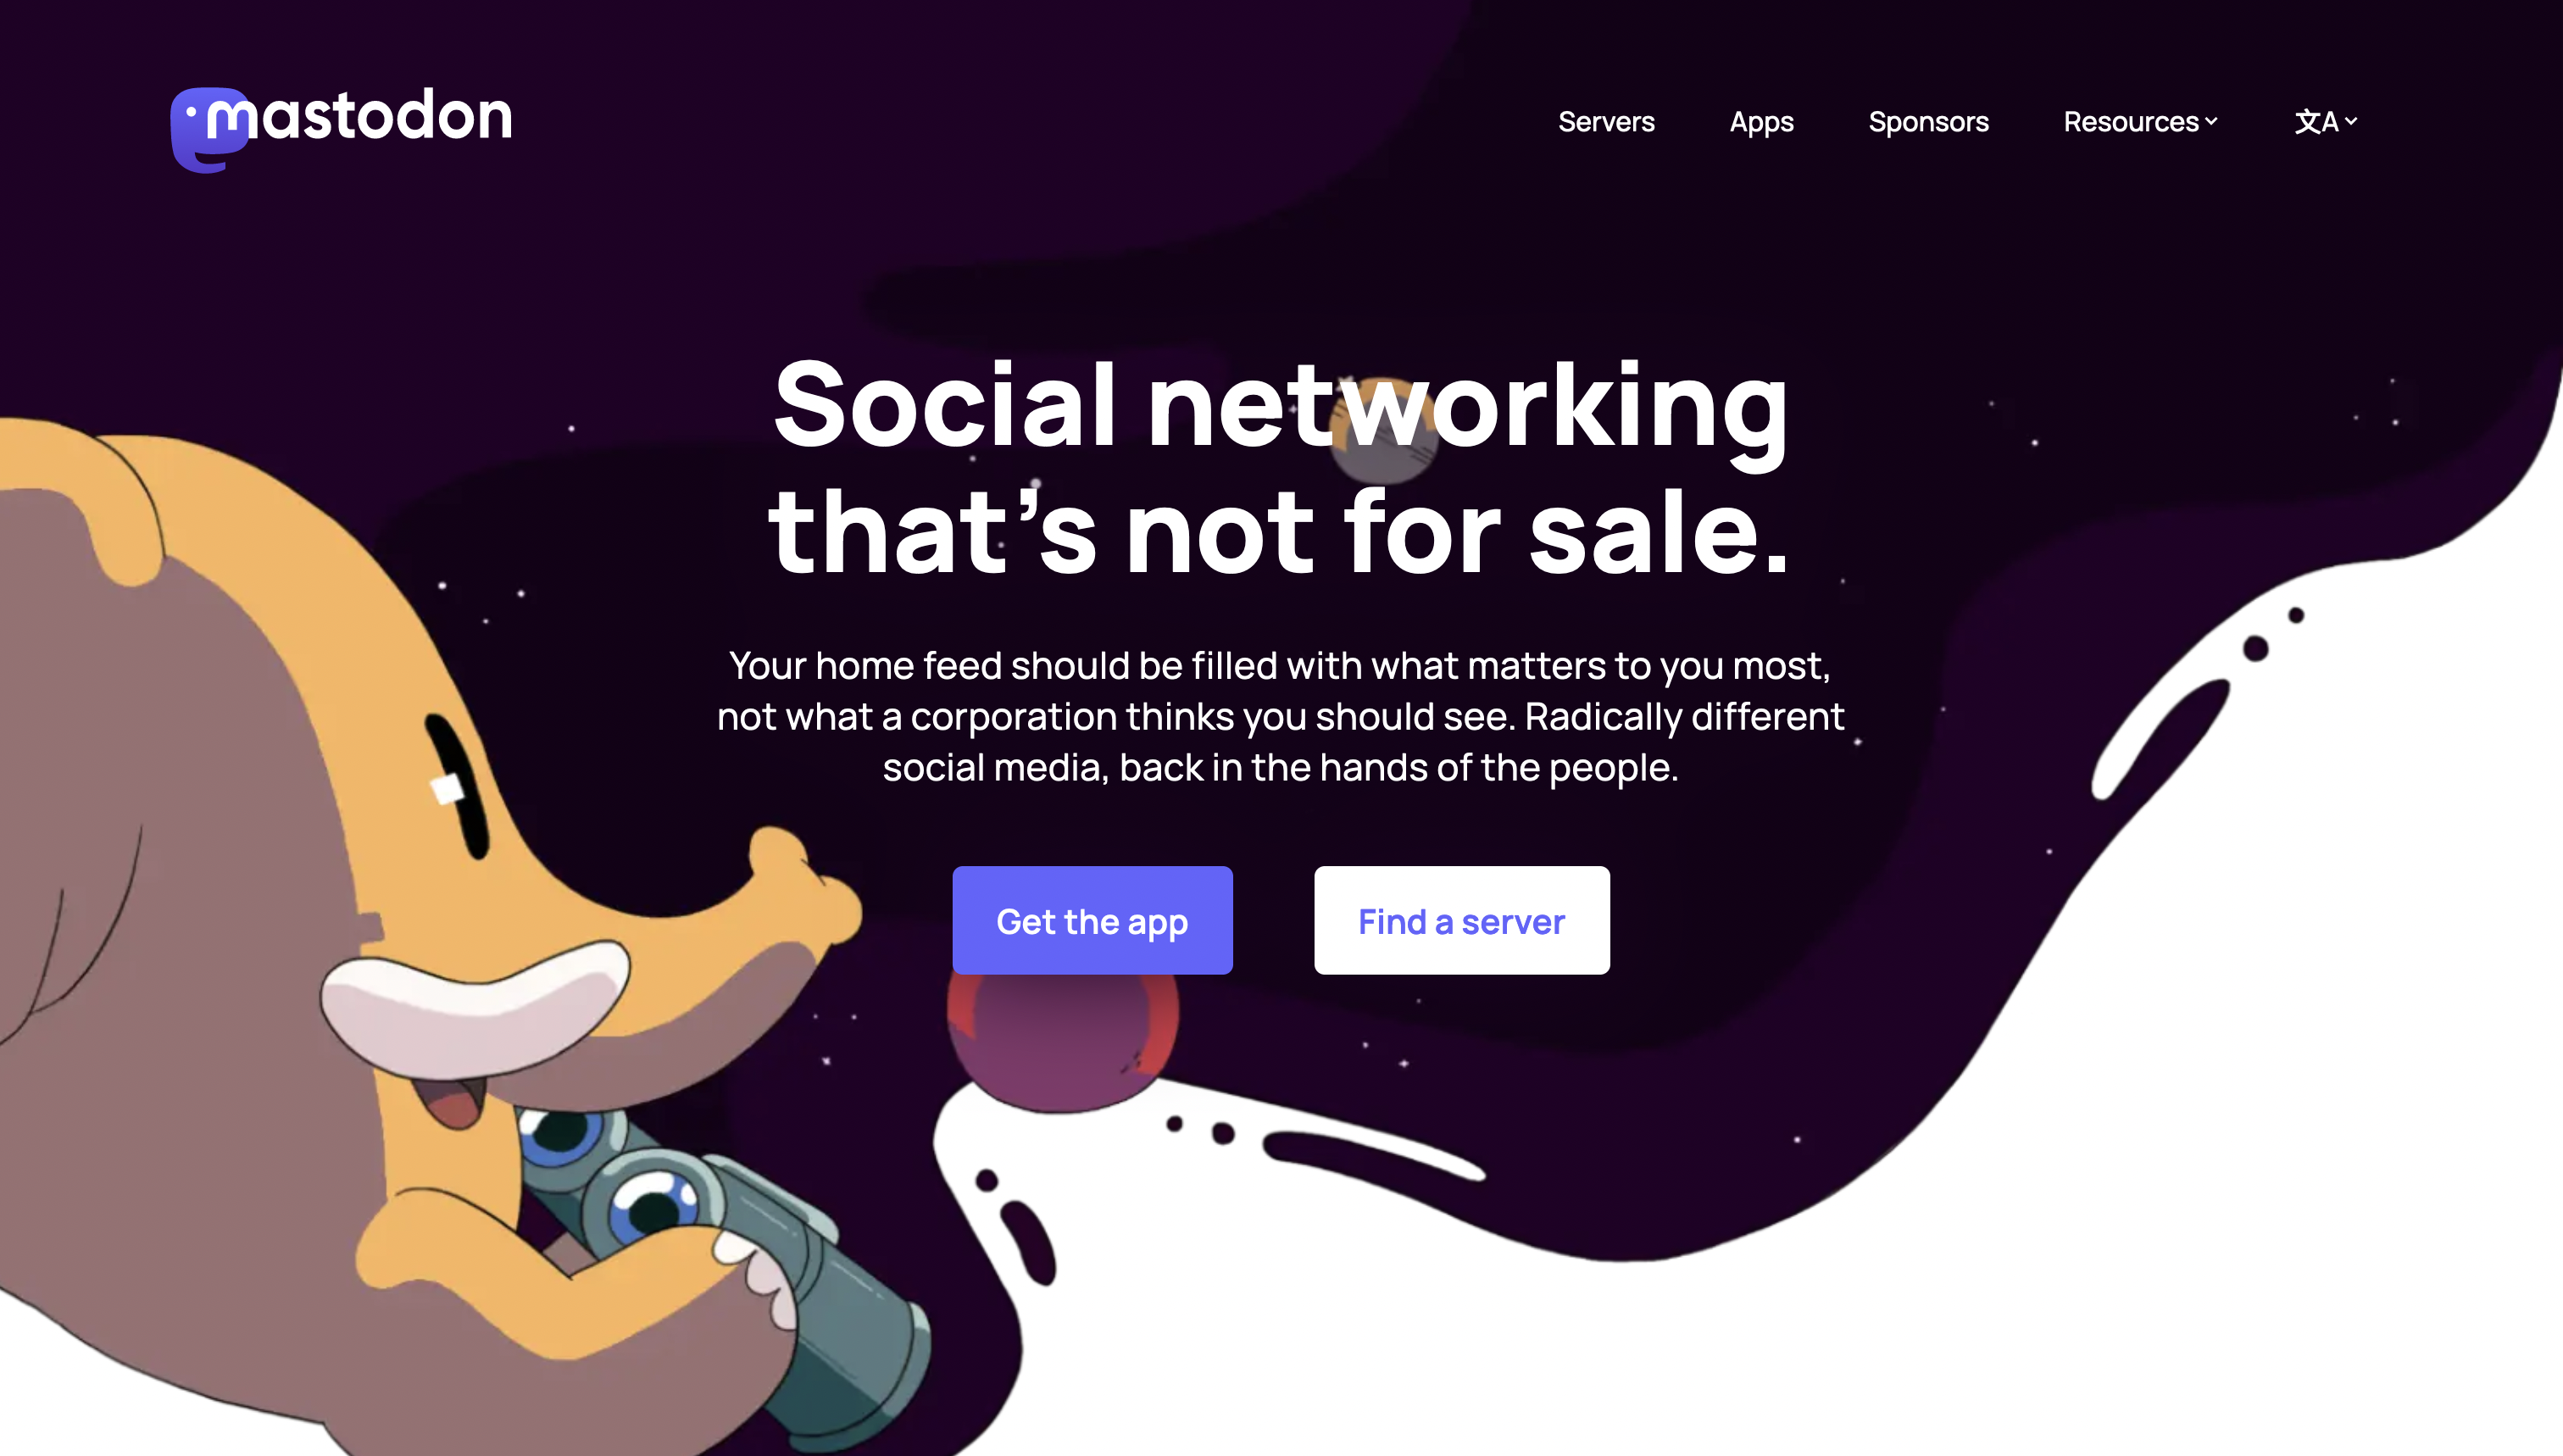 mastodon
Servers
Apps
Sponsors
Resources
文A
Social networking
that’s not for sale.
Your home feed should be filled with what matters to you most,
not what a corporation thinks you should see. Radically different
social media, back in the hands of the people.
Get the app
Find a server